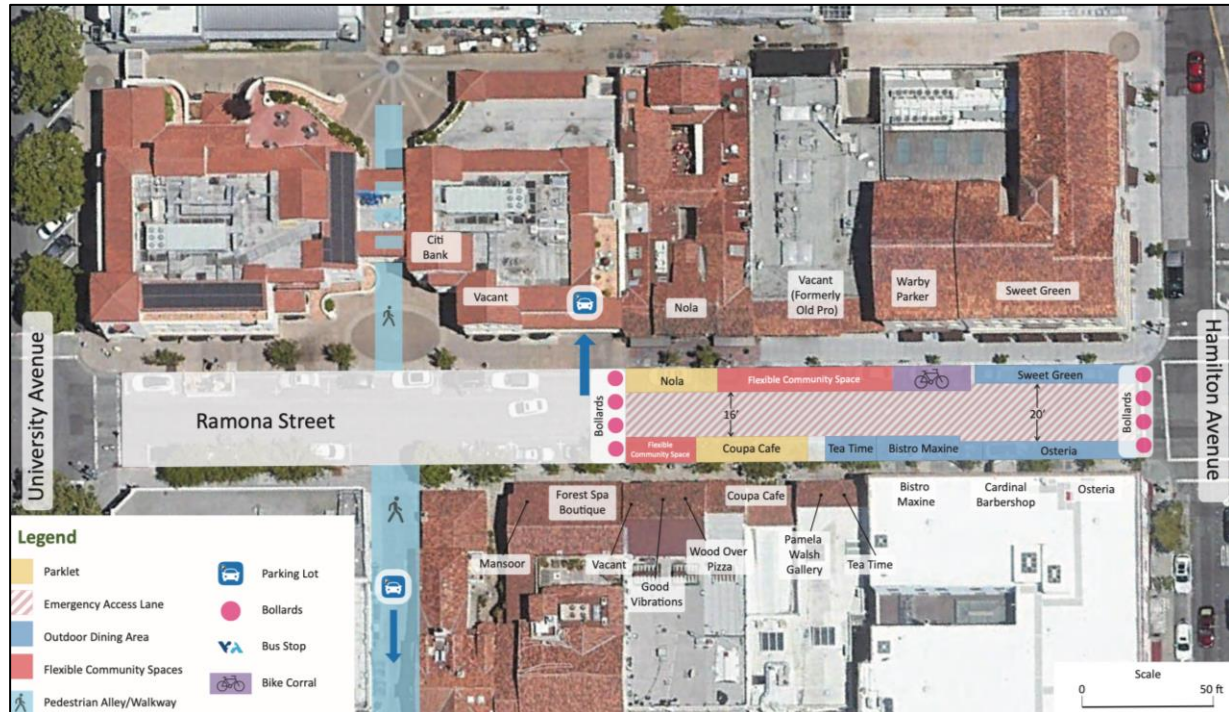 Citi
Bank
Vacant
Nola
Vacant
(Formerly
Old Pro)
Warby
Parker
Sweet Green
University Avenue
Hamilton Avenue
Ramona Street
Bollards
Nola
Flexible Community Space
Sweet Green
Bollards
16'
20'
Flexible
Community Space
Coupa Cafe
Tea Time
Bistro Maxine
Osteria
Forest Spa
Boutique
Coupa Cafe
Bistro
Maxine
Cardinal
Barbershop
Osteria
Mansoor
Vacant
Good
Vibrations
Wood Over
Pizza
Pamela
Walsh
Gallery
Tea Time
Legend
Parklet
Emergency Access Lane
Outdoor Dining Area
Flexible Community Spaces
Pedestrian Alley/Walkway
Parking Lot
Bollards
VA
Bus Stop
Bike Corral
Scale
0
50 ft